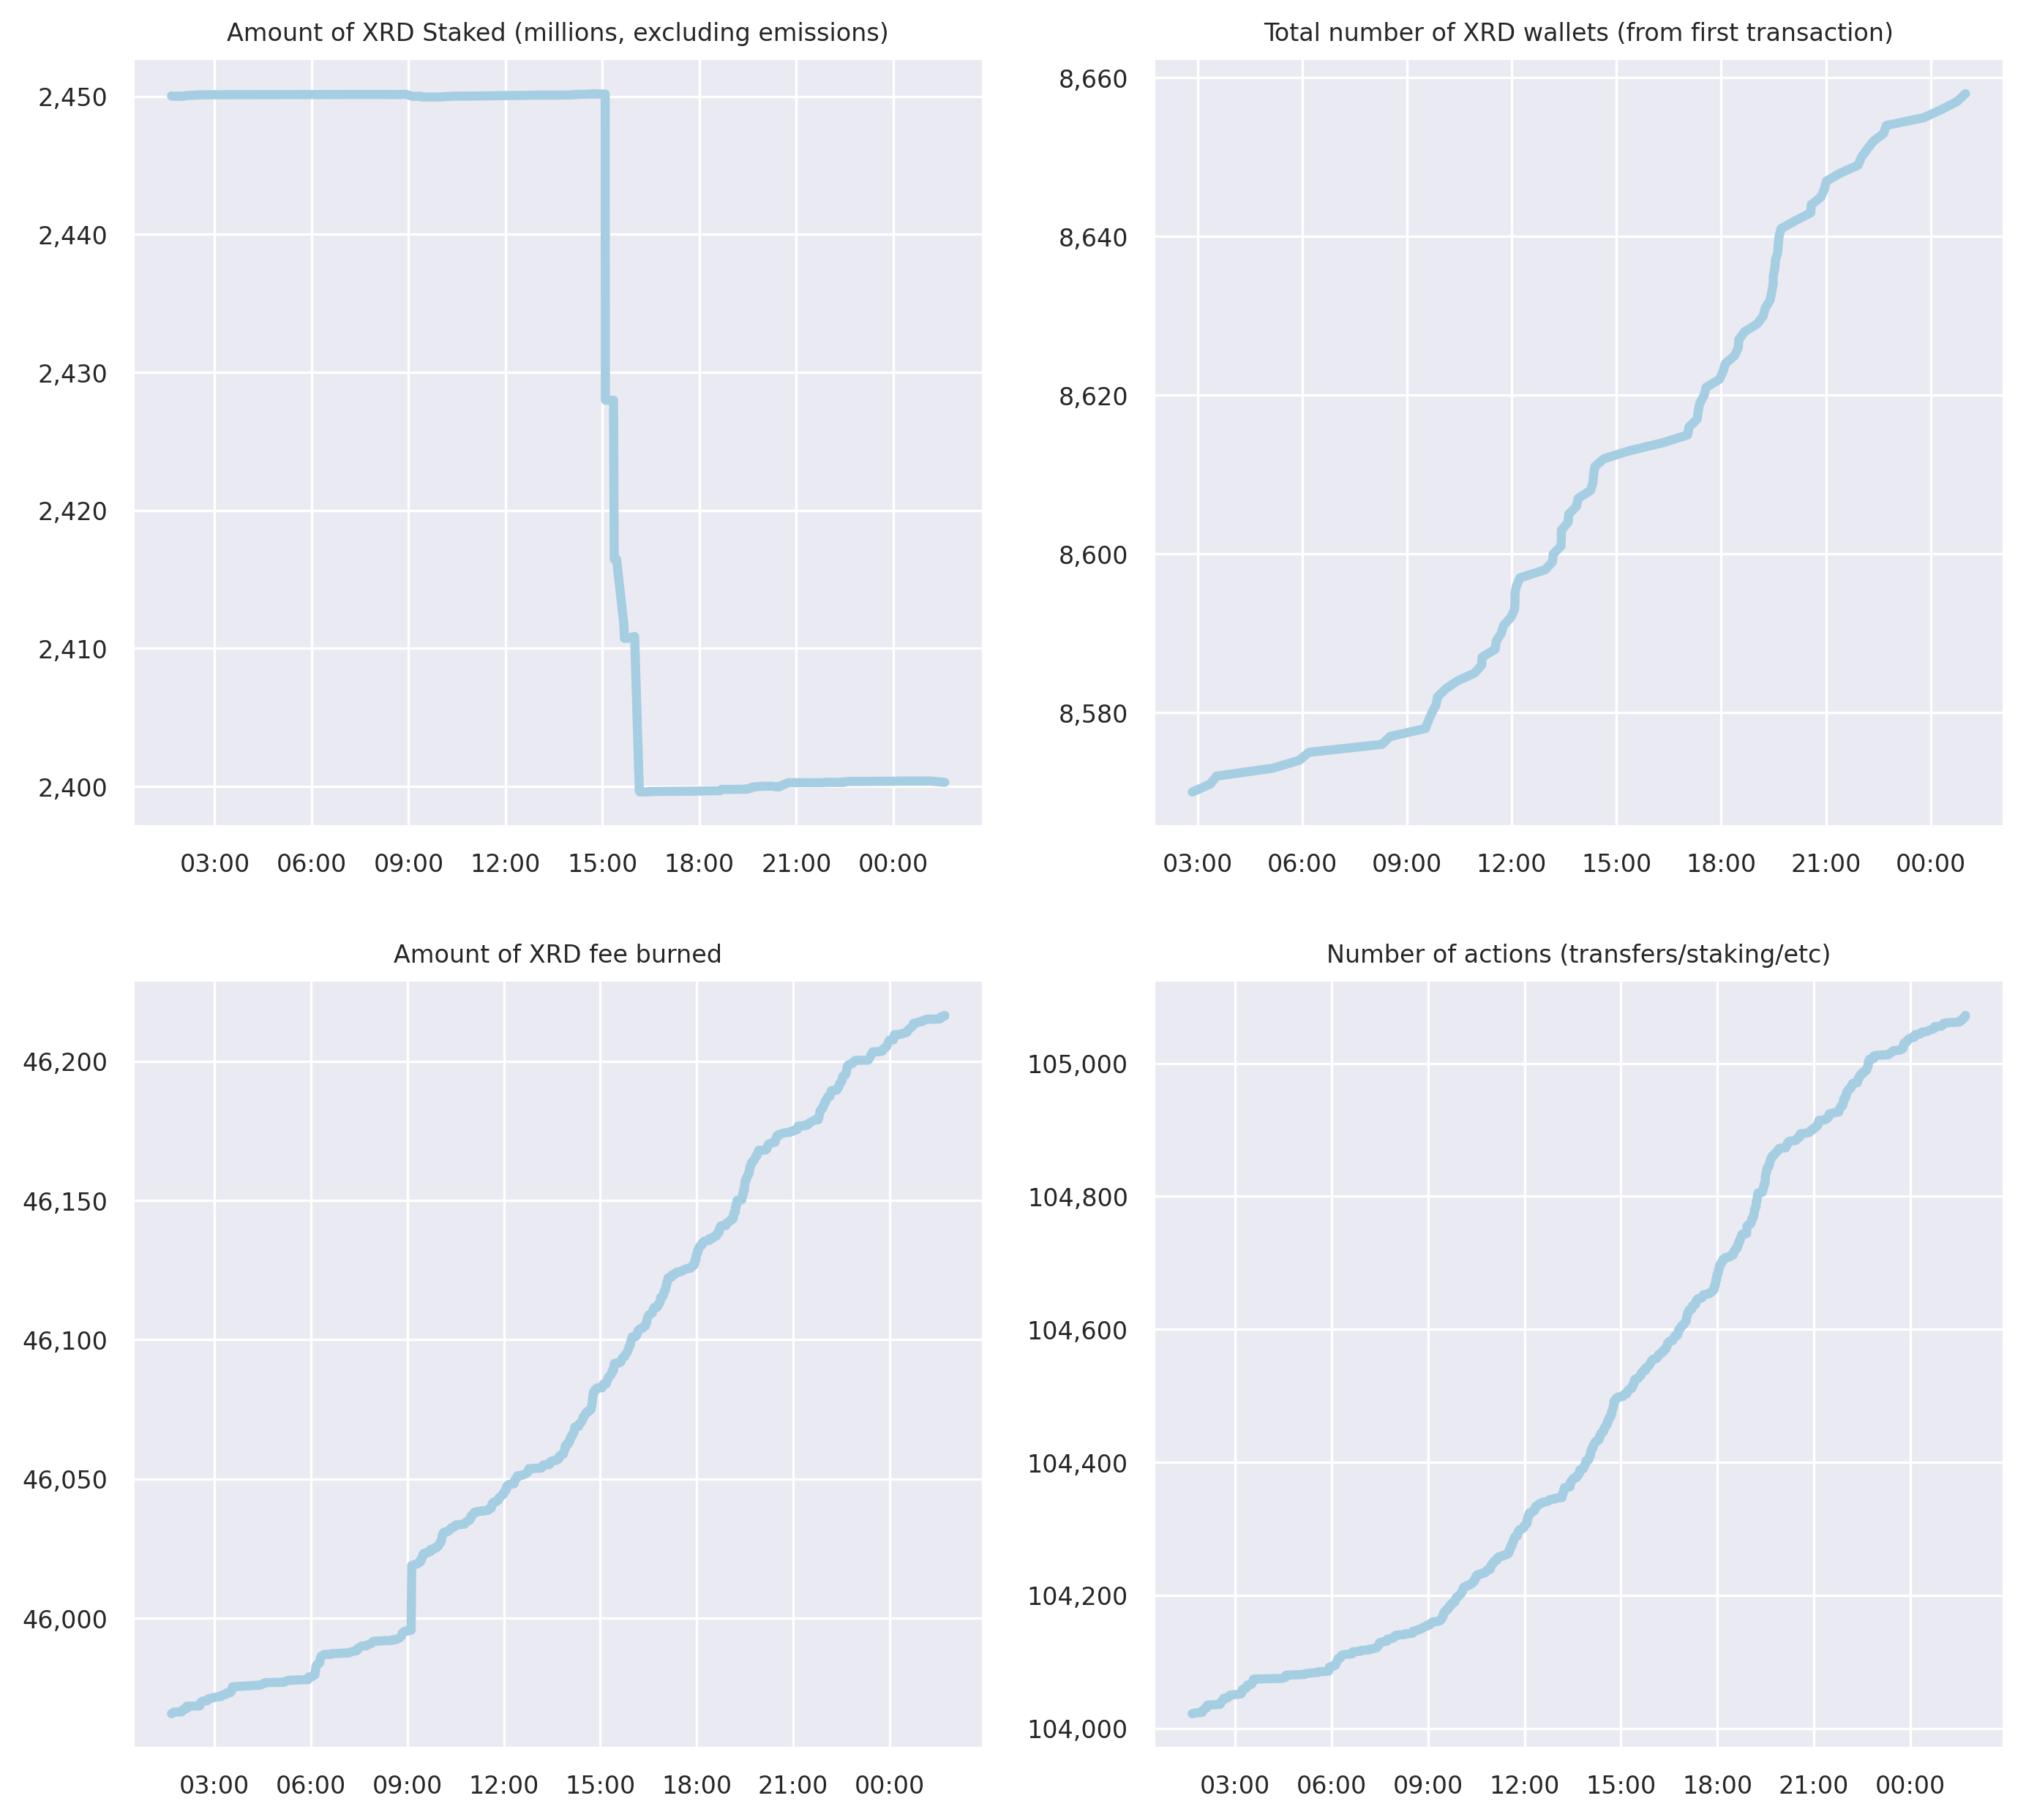 Amount of XRD Staked (millions, excluding emissions)
2,450
2,440
2,430
2,420
2,410
2,400
03:00 06:00 09:00 12:00 15:00 18:00 21:00 00:00
Total number of XRD wallets (from first transaction)
8,660
8,640
8,620
8,600
8,580
03:00 06:00 09:00 12:00 15:00 18:00 21:00 00:00
Amount of XRD fee burned
46,200
46,150
46,100
46,050
46,000
03:00 06:00 09:00 12:00 15:00 18:00 21:00 00:00
Number of actions (transfers/staking/etc)
105,000
104,800
104,600
104,400
104,200
104,000
03:00 06:00 09:00 12:00 15:00 18:00 21:00 00:00